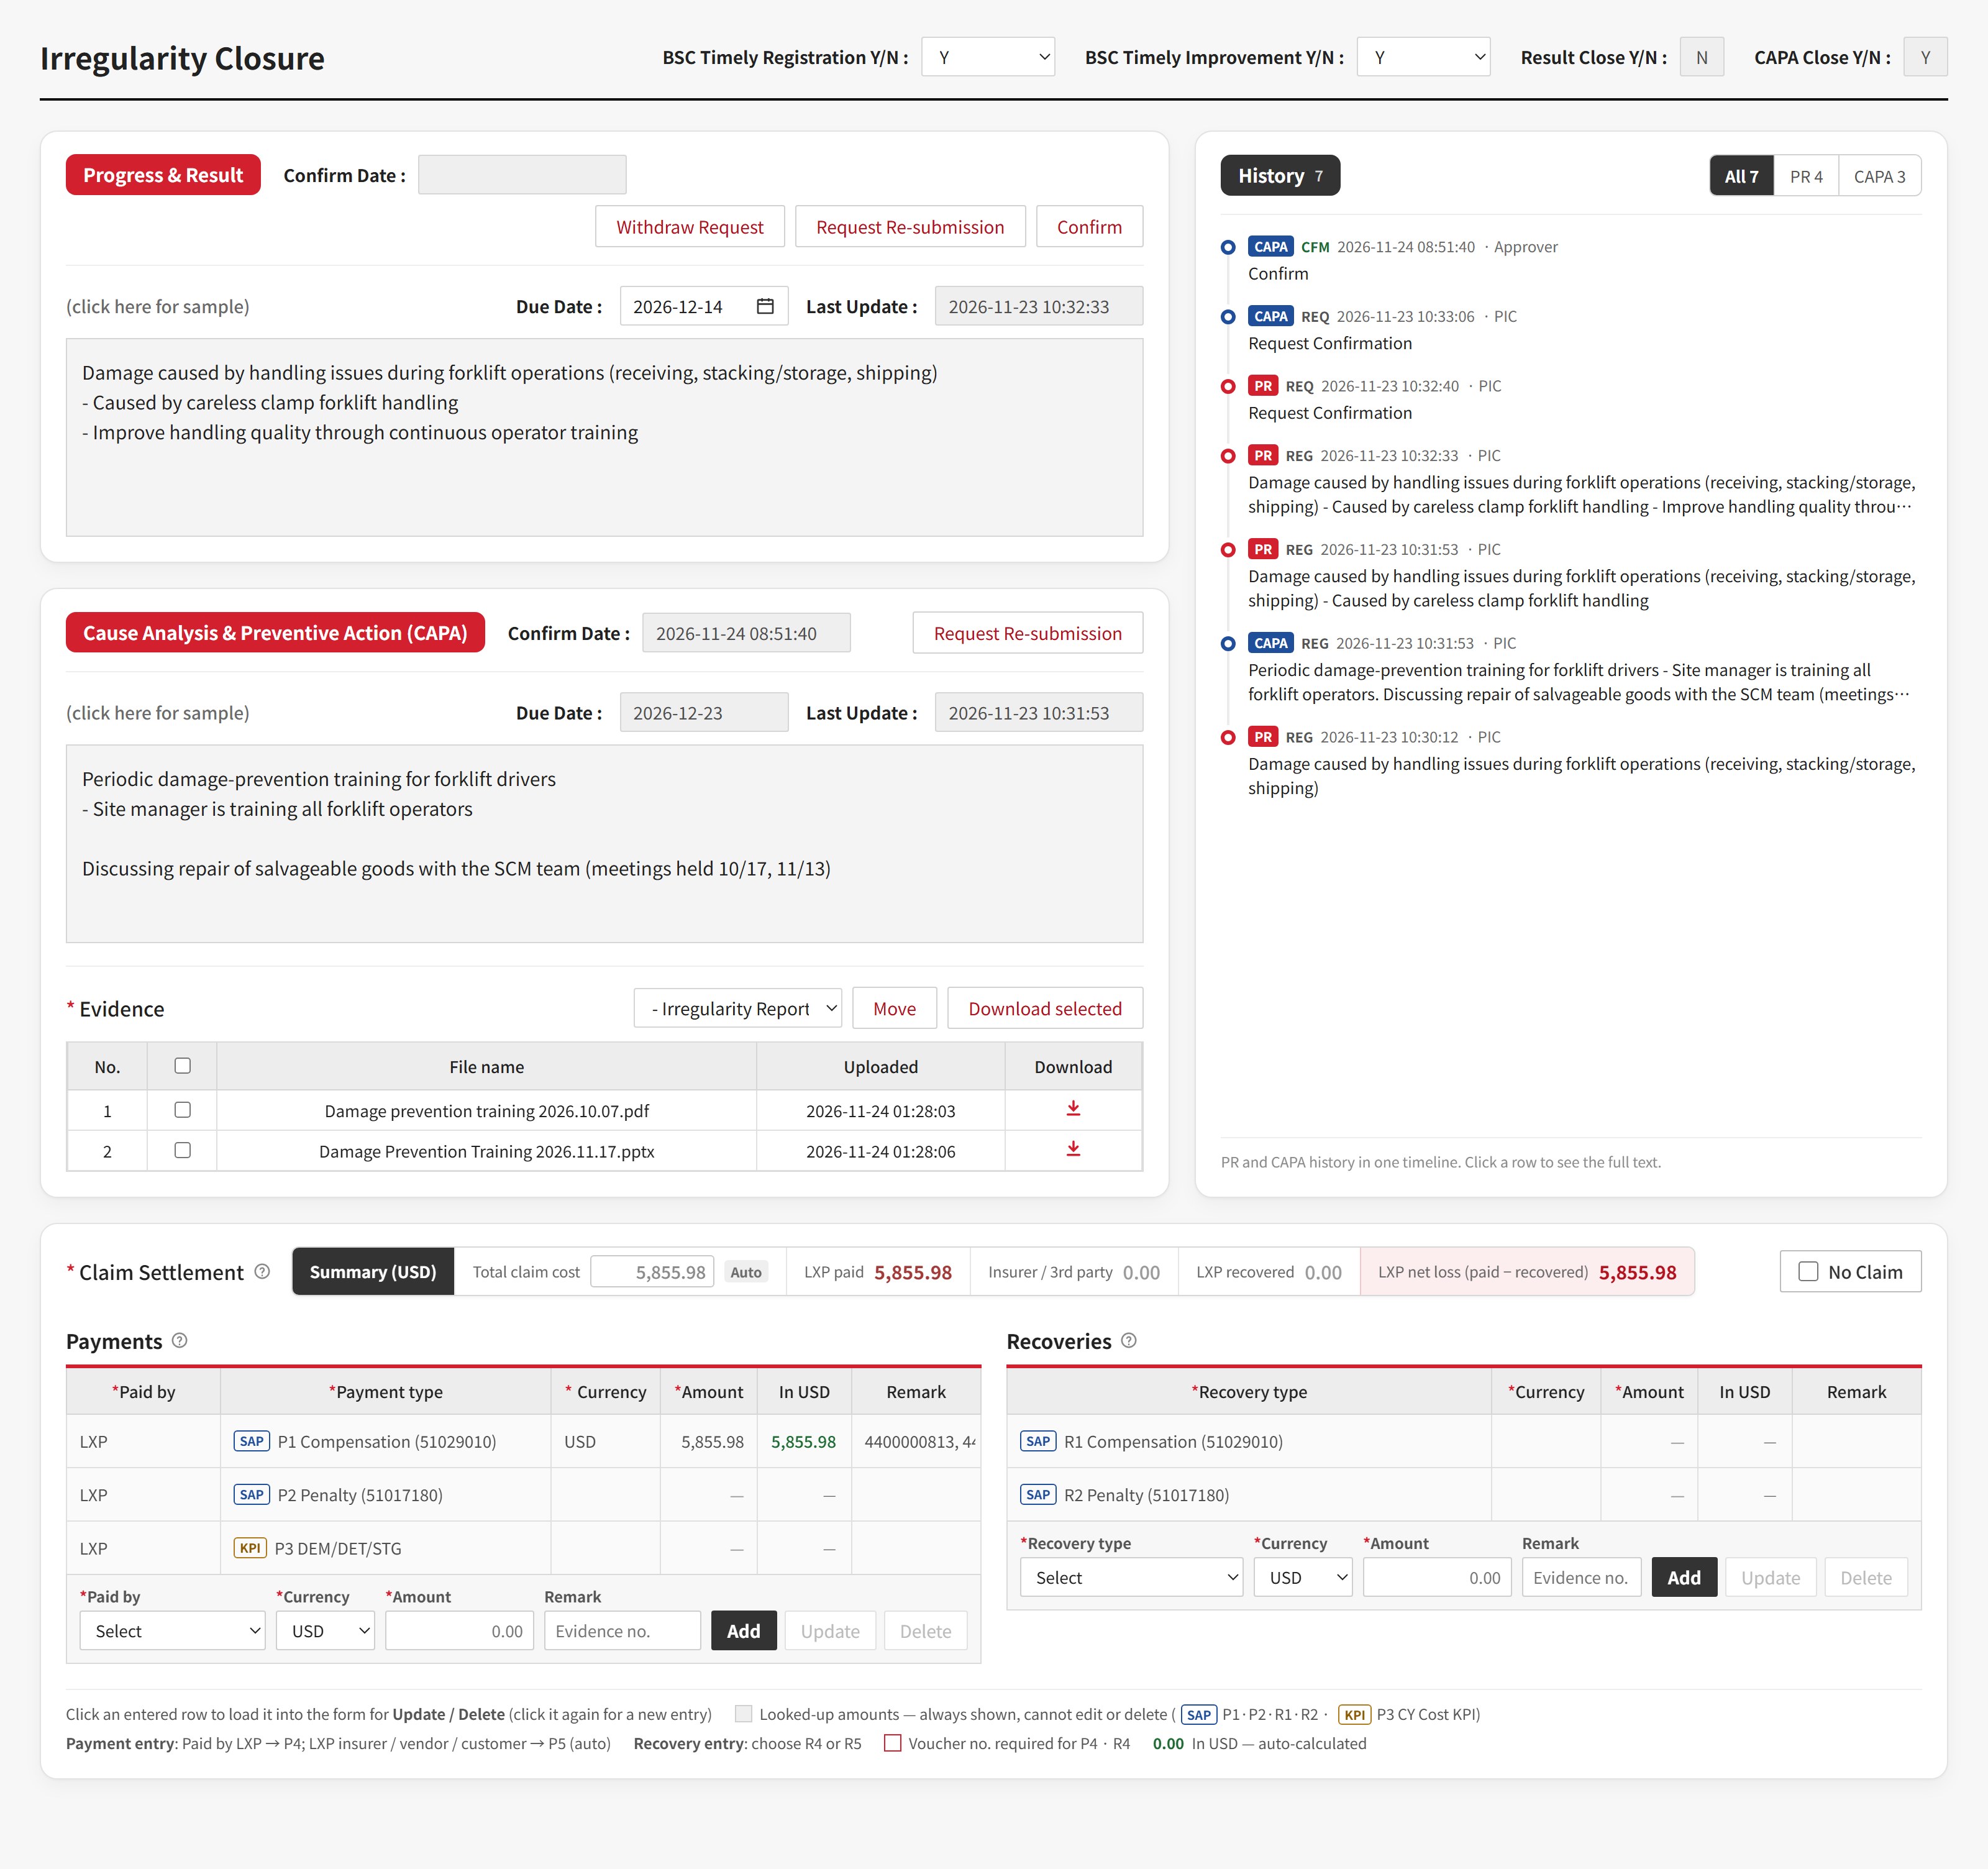 Irregularity Closure
BSC Timely Registration Y/N : Y BSC Timely Improvement Y/N : Y Result Close Y/N : N CAPA Close Y/N : Y
Progress & Result Confirm Date :
Withdraw Request Request Re-submission Confirm
(click here for sample) Due Date : 2026-12-14 Last Update : 2026-11-23 10:32:33
Damage caused by handling issues during forklift operations (receiving, stacking/storage, shipping)
- Caused by careless clamp forklift handling
- Improve handling quality through continuous operator training
Cause Analysis & Preventive Action (CAPA) Confirm Date : 2026-11-24 08:51:40 Request Re-submission
(click here for sample) Due Date : 2026-12-23 Last Update : 2026-11-23 10:31:53
Periodic damage-prevention training for forklift drivers
- Site manager is training all forklift operators
Discussing repair of salvageable goods with the SCM team (meetings held 10/17, 11/13)
* Evidence - Irregularity Report Move Download selected
No. File name Uploaded Download
1 Damage prevention training 2026.10.07.pdf 2026-11-24 01:28:03
2 Damage Prevention Training 2026.11.17.pptx 2026-11-24 01:28:06
History 7 All 7 PR 4 CAPA 3
CAPA CFM 2026-11-24 08:51:40 · Approver
Confirm
CAPA REQ 2026-11-23 10:33:06 · PIC
Request Confirmation
PR REQ 2026-11-23 10:32:40 · PIC
Request Confirmation
PR REG 2026-11-23 10:32:33 · PIC
Damage caused by handling issues during forklift operations (receiving, stacking/storage,
shipping) - Caused by careless clamp forklift handling - Improve handling quality throu…
PR REG 2026-11-23 10:31:53 · PIC
Damage caused by handling issues during forklift operations (receiving, stacking/storage,
shipping) - Caused by careless clamp forklift handling
CAPA REG 2026-11-23 10:31:53 · PIC
Periodic damage-prevention training for forklift drivers - Site manager is training all
forklift operators. Discussing repair of salvageable goods with the SCM team (meetings…
PR REG 2026-11-23 10:30:12 · PIC
Damage caused by handling issues during forklift operations (receiving, stacking/storage,
shipping)
PR and CAPA history in one timeline. Click a row to see the full text.
* Claim Settlement ? Summary (USD) Total claim cost 5,855.98 Auto LXP paid 5,855.98 Insurer / 3rd party 0.00 LXP recovered 0.00 LXP net loss (paid − recovered) 5,855.98 No Claim
Payments ?
*Paid by *Payment type * Currency *Amount In USD Remark
LXP SAP P1 Compensation (51029010) USD 5,855.98 5,855.98 4400000813, 44
LXP SAP P2 Penalty (51017180) — —
LXP KPI P3 DEM/DET/STG — —
*Paid by *Currency *Amount Remark
Select USD 0.00 Evidence no. Add Update Delete
Recoveries ?
*Recovery type *Currency *Amount In USD Remark
SAP R1 Compensation (51029010) — —
SAP R2 Penalty (51017180) — —
*Recovery type *Currency *Amount Remark
Select USD 0.00 Evidence no. Add Update Delete
Click an entered row to load it into the form for Update / Delete (click it again for a new entry) Looked-up amounts — always shown, cannot edit or delete ( SAP P1·P2·R1·R2 · KPI P3 CY Cost KPI)
Payment entry: Paid by LXP → P4; LXP insurer / vendor / customer → P5 (auto) Recovery entry: choose R4 or R5 Voucher no. required for P4 · R4 0.00 In USD — auto-calculated